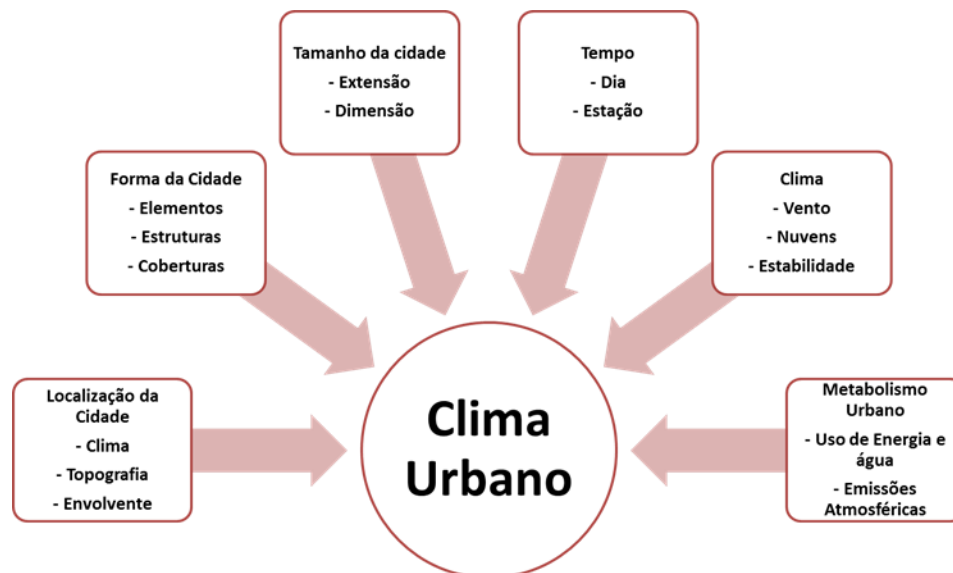 Tamanho da cidade
- Extensão
- Dimensão
Tempo
- Dia
- Estação
Forma da Cidade
- Elementos
- Estruturas
- Coberturas
Clima
- Vento
- Nuvens
- Estabilidade
Localização da
Cidade
- Clima
- Topografia
- Envolvente
Clima
Urbano
Metabolismo
Urbano
- Uso de Energia e
água
- Emissões
Atmosféricas